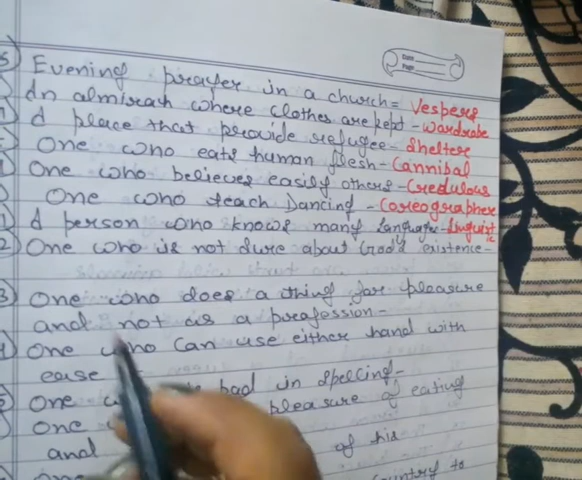 Evening prayer in a church = Vespers
An almirah where clothes are kept - Wardrobe
A place that provide refugee - Shelter
One who eats human flesh - Cannibal
One who believes easily others - Credulous
One who teach Dancing - Coreographer
A person who knows many language - linguist
2) One who is not sure about God's existence -
3) One who does a thing for pleasure
and not as a profession -
One who can use either hand with
ease
One bad in spelling -
One pleasure of eating
and of his
country to